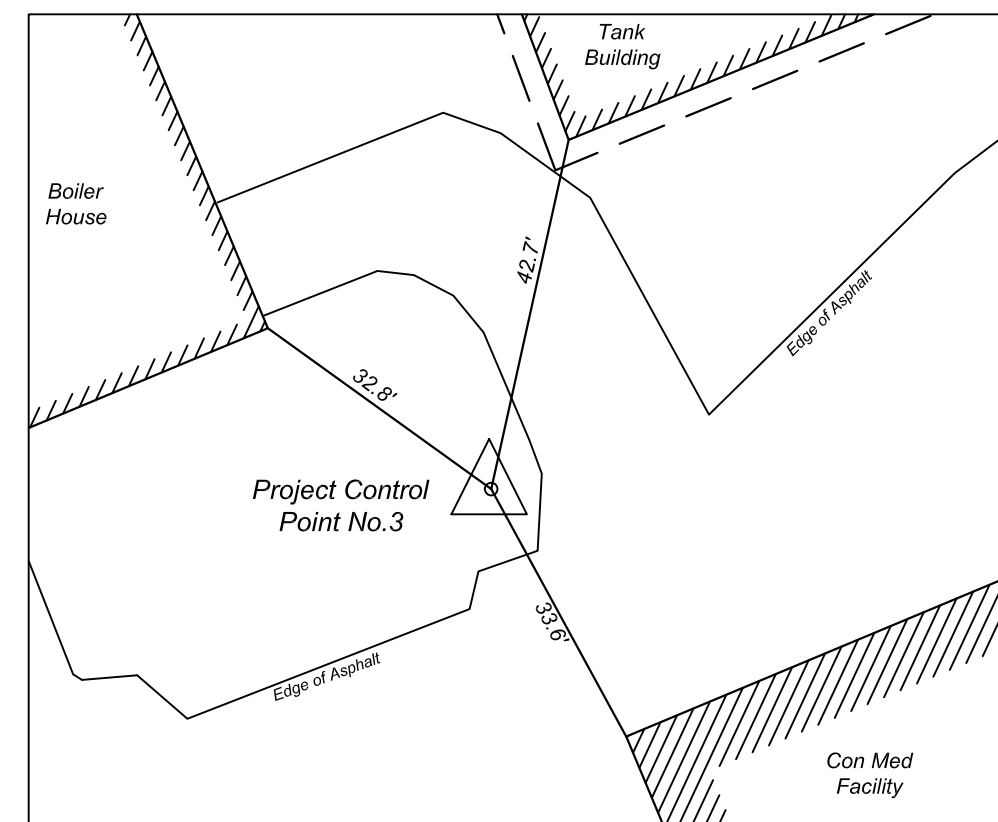 Tank
Building
Boiler
House
42.7'
Edge of Asphalt
32.8'
Project Control
Point No.3
33.6'
Edge of Asphalt
Con Med
Facility